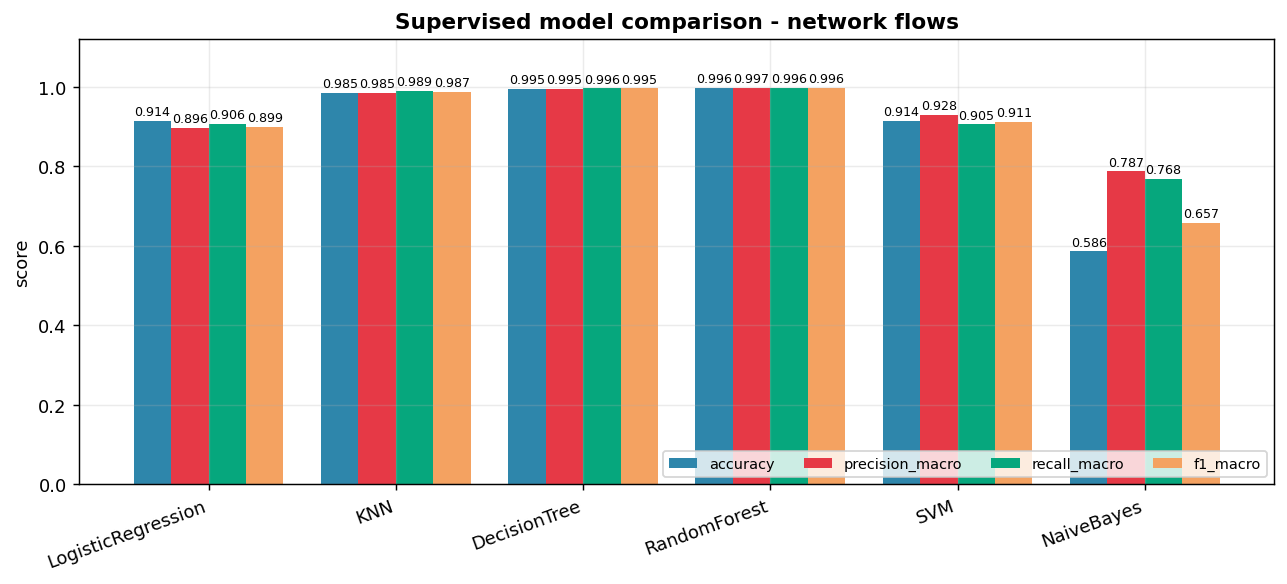 Supervised model comparison - network flows
score
1.0
0.8
0.6
0.4
0.2
0.0
0.914 0.896 0.906 0.899
0.985 0.985 0.989 0.987
0.995 0.995 0.996 0.995
0.996 0.997 0.996 0.996
0.914 0.928 0.905 0.911
0.586 0.787 0.768 0.657
accuracy precision_macro recall_macro f1_macro
LogisticRegression KNN DecisionTree RandomForest SVM NaiveBayes